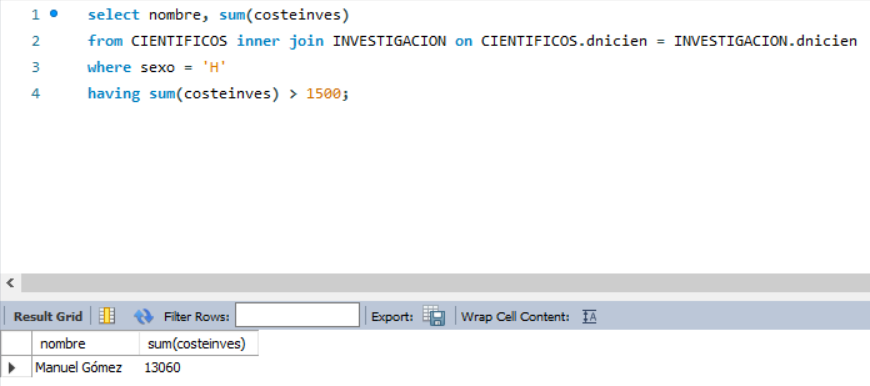 1 select nombre, sum(costeinves)
2 from CIENTIFICOS inner join INVESTIGACION on CIENTIFICOS.dnicien = INVESTIGACION.dnicien
3 where sexo = 'H'
4 having sum(costeinves) > 1500;
Result Grid Filter Rows: Export: Wrap Cell Content: IA
nombre sum(costeinves)
Manuel Gómez 13060